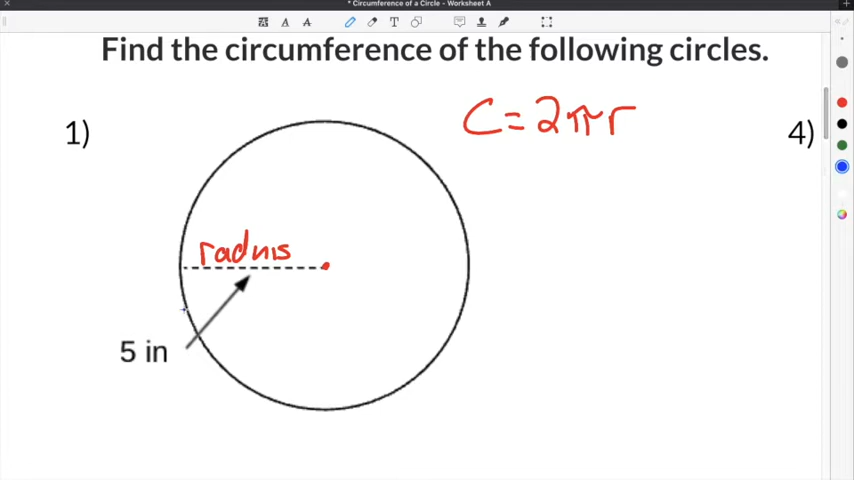 * Circumference of a Circle - Worksheet A
Find the circumference of the following circles.
1)
C = 2πr
4)
radius
5 in